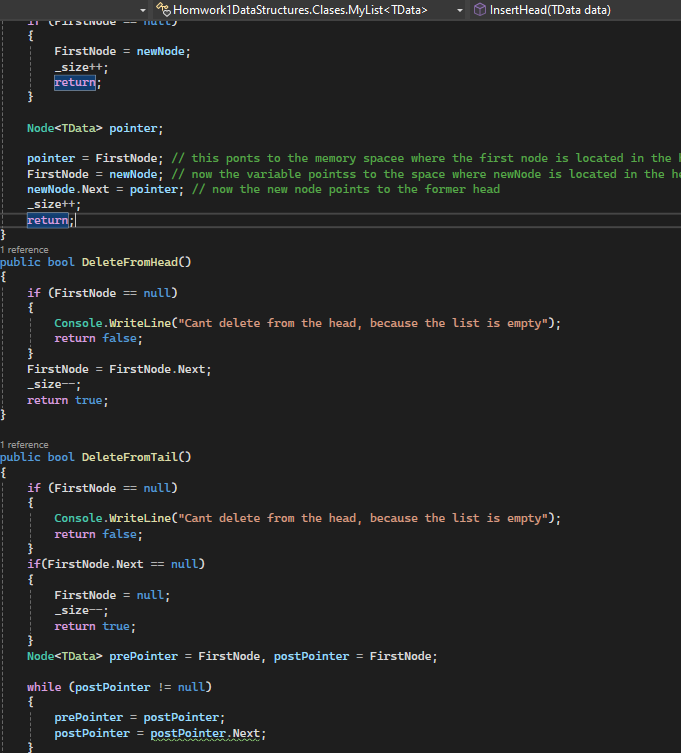 Homwork1DataStructures.Clases.MyList<TData>
InsertHead(TData data)
if (FirstNode == null)
{
FirstNode = newNode;
_size++;
return;
}
Node<TData> pointer;
pointer = FirstNode; // this ponts to the memory spacee where the first node is located in the
FirstNode = newNode; // now the variable pointss to the space where newNode is located in the
newNode.Next = pointer; // now the new node points to the former head
_size++;
return;
}
1 reference
public bool DeleteFromHead()
{
if (FirstNode == null)
{
Console.WriteLine("Cant delete from the head, because the list is empty");
return false;
}
FirstNode = FirstNode.Next;
_size--;
return true;
}
1 reference
public bool DeleteFromTail()
{
if (FirstNode == null)
{
Console.WriteLine("Cant delete from the head, because the list is empty");
return false;
}
if(FirstNode.Next == null)
{
FirstNode = null;
_size--;
return true;
}
Node<TData> prePointer = FirstNode, postPointer = FirstNode;
while (postPointer != null)
{
prePointer = postPointer;
postPointer = postPointer.Next;
}